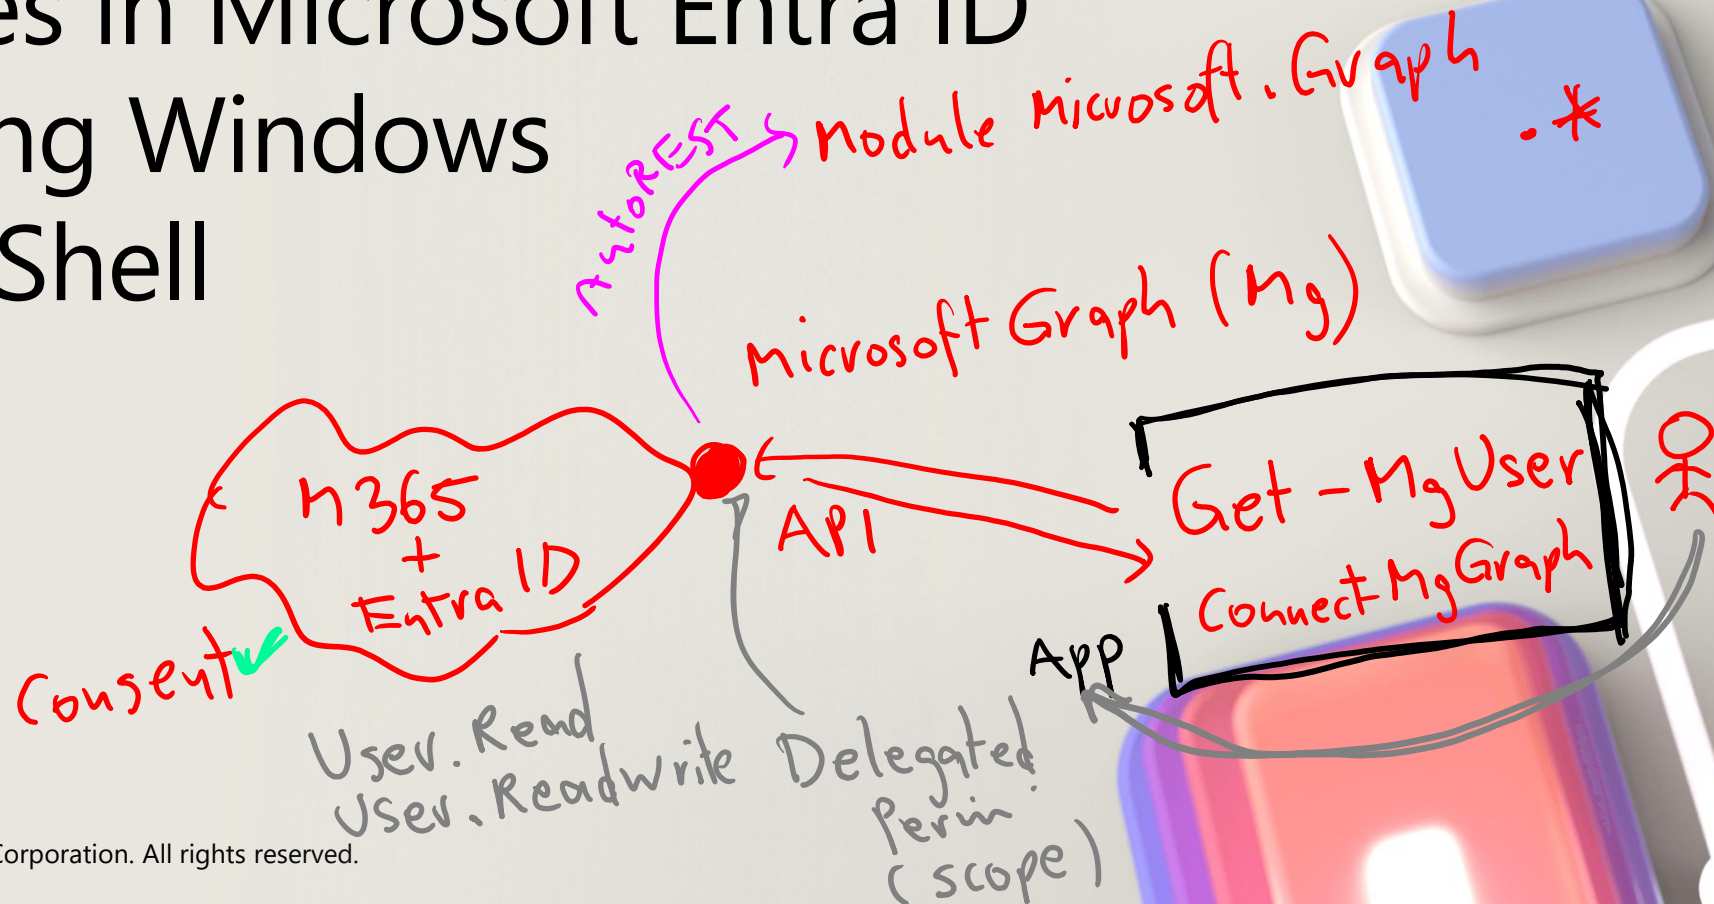 es in Microsoft Entra ID
ng Windows
Shell
AutoREST
Module Microsoft.Graph
.*
Microsoft Graph (Mg)
M365
+
Entra ID
API
Get-MgUser
Connect MgGraph
App
Consent
User.Read
User.ReadWrite
Delegated
Perm.
(scope)
Corporation. All rights reserved.